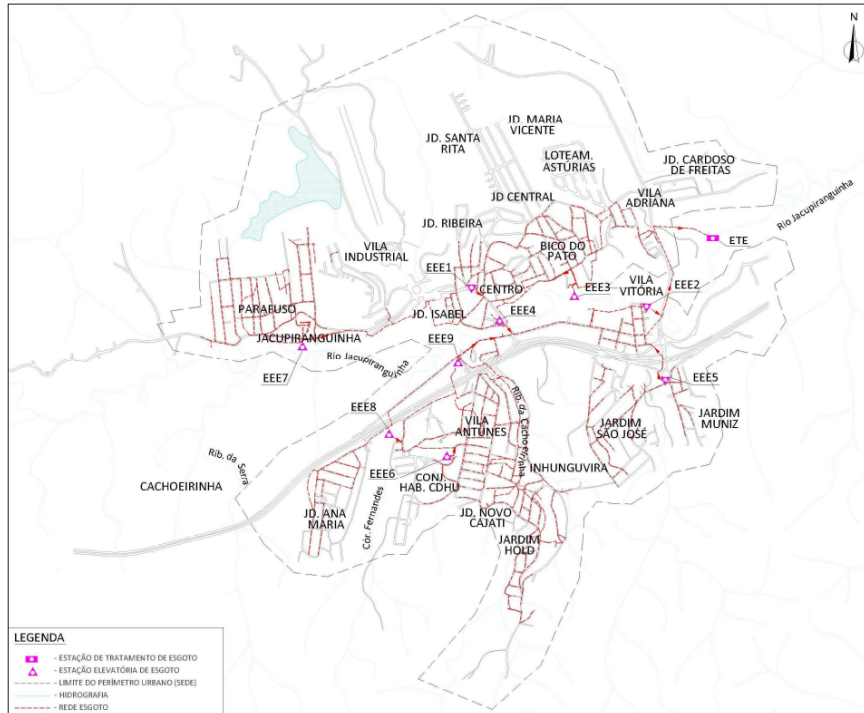 N
JD. MARIA
VICENTE
JD. SANTA
RITA
LOTEAM.
ASTÚRIAS
JD. CARDOSO
DE FREITAS
JD CENTRAL
VILA
ADRIANA
Rio Jacupiranguinha
JD. RIBEIRA
ETE
VILA
INDUSTRIAL
BICO DO
PATO
EEE1
CENTRO
EEE3
VILA
VITÓRIA
EEE2
PARAFUSO
JD. ISABEL
EEE4
JACUPIRANGUINHA
EEE9
Rio Jacupiranguinha
EEE7
EEE5
Rib. da Cachoeirinha
EEE8
VILA
ANTUNES
JARDIM
SÃO JOSÉ
JARDIM
MUNIZ
Rib. da Serra
EEE6
INHUNGUVIRA
CACHOEIRINHA
CONJ.
HAB. CDHU
Cór. Fernandes
JD. ANA
MARIA
JD. NOVO
CAJATI
JARDIM
HOLD
LEGENDA
- ESTAÇÃO DE TRATAMENTO DE ESGOTO
- ESTAÇÃO ELEVATÓRIA DE ESGOTO
- LIMITE DO PERÍMETRO URBANO (SEDE)
- HIDROGRAFIA
- REDE ESGOTO